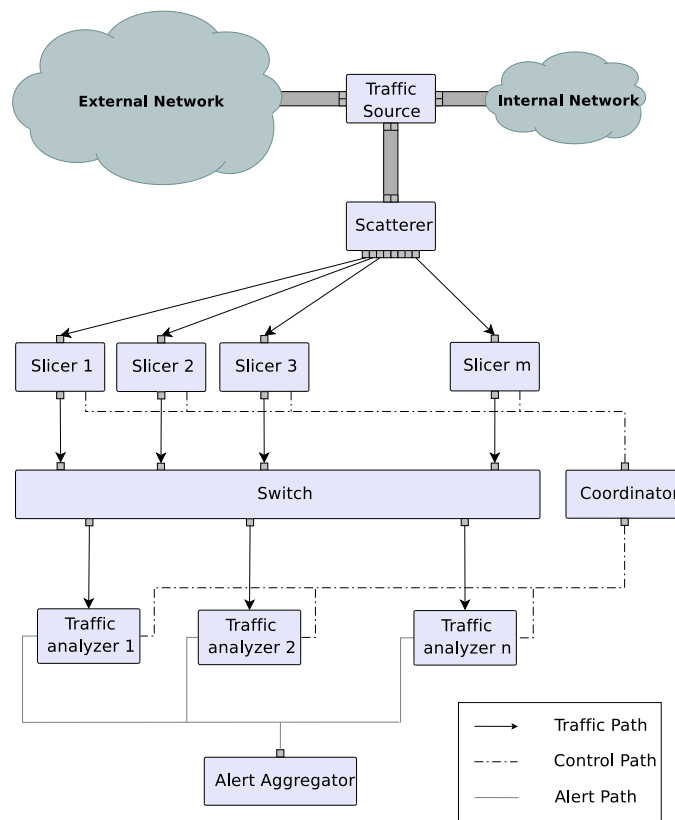 External Network
Traffic
Source
Internal Network
Scatterer
Slicer 1
Slicer 2
Slicer 3
Slicer m
Switch
Coordinator
Traffic
analyzer 1
Traffic
analyzer 2
Traffic
analyzer n
Alert Aggregator
Traffic Path
Control Path
Alert Path